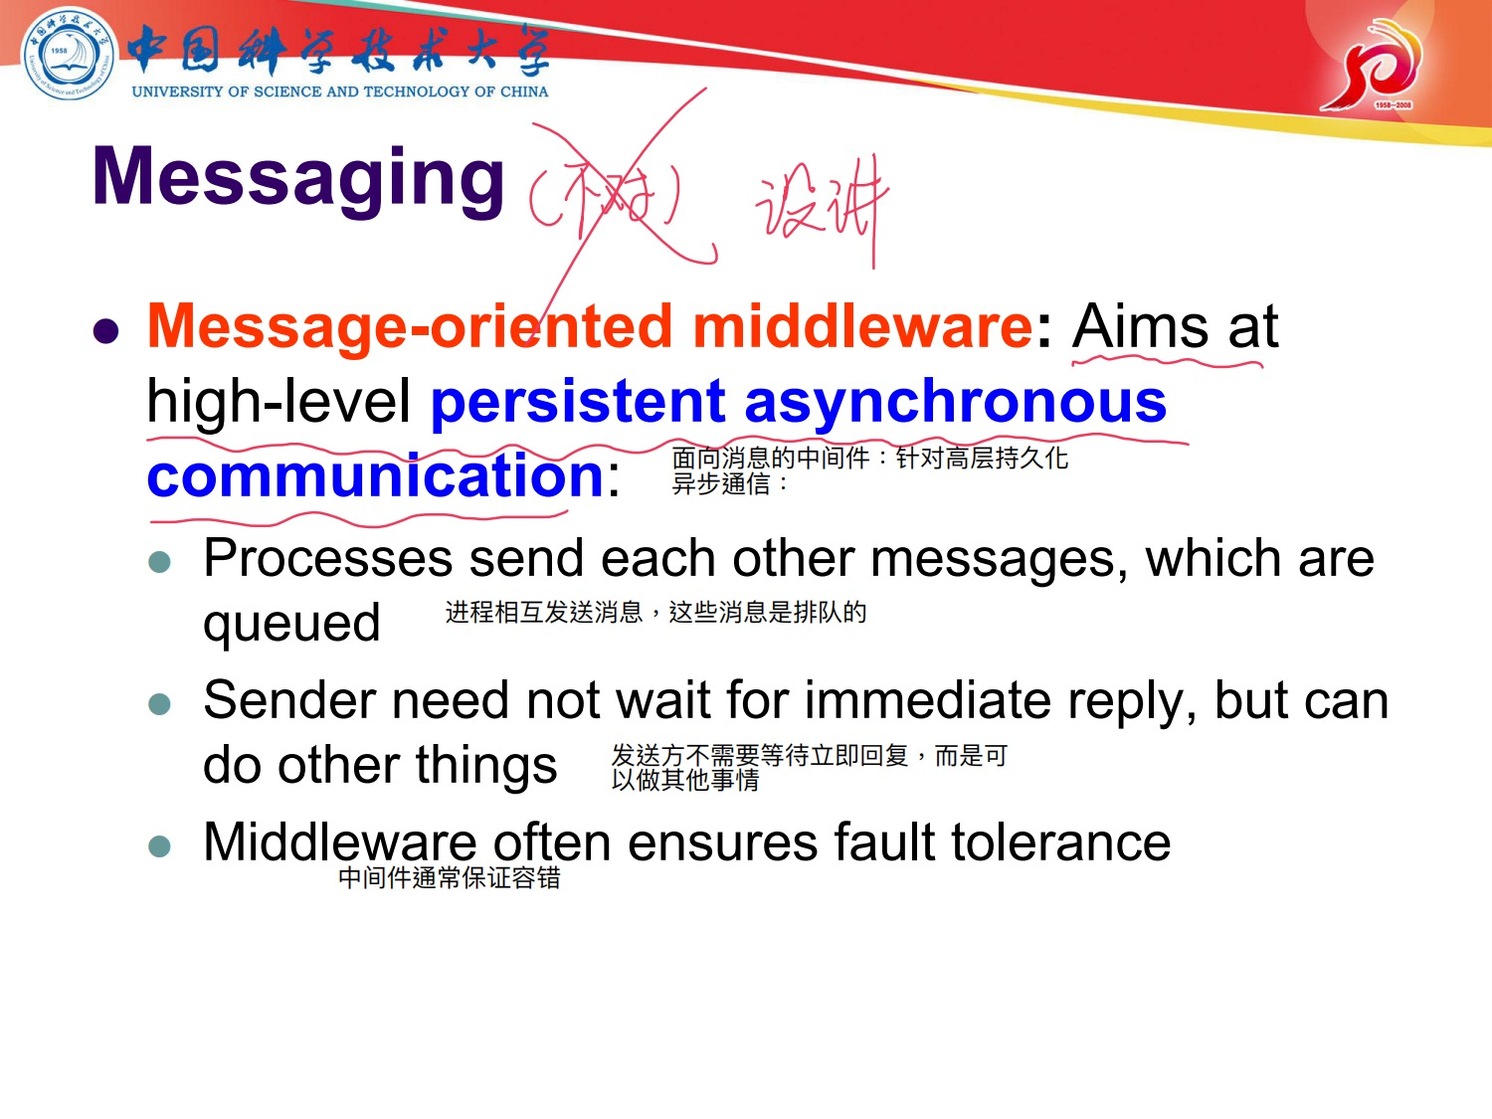 中国科学技术大学
UNIVERSITY OF SCIENCE AND TECHNOLOGY OF CHINA
1958
1958—2008
Messaging
(不对) 设讲
Message-oriented middleware: Aims at
high-level persistent asynchronous
communication:
面向消息的中间件：针对高层持久化
异步通信：
Processes send each other messages, which are
queued
进程相互发送消息，这些消息是排队的
Sender need not wait for immediate reply, but can
do other things
发送方不需要等待立即回复，而是可
以做其他事情
Middleware often ensures fault tolerance
中间件通常保证容错